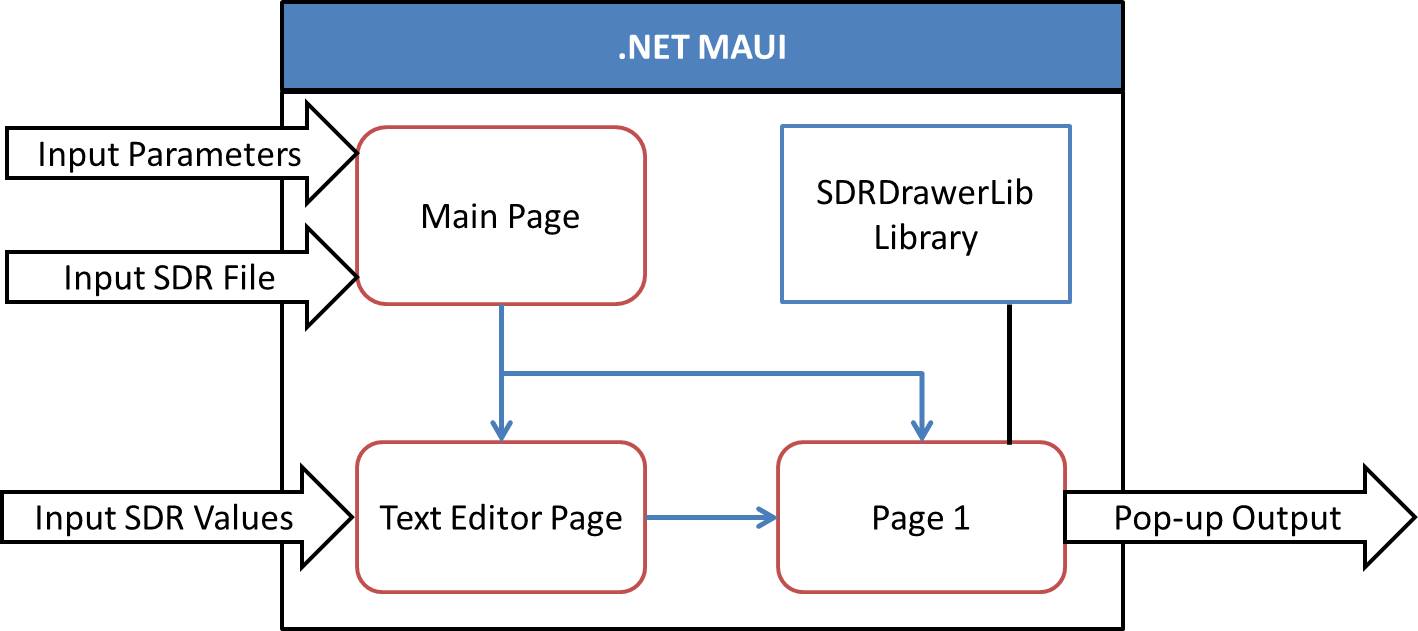 .NET MAUI
Input Parameters
Main Page
SDRDrawerLib
Library
Input SDR File
Input SDR Values
Text Editor Page
Page 1
Pop-up Output